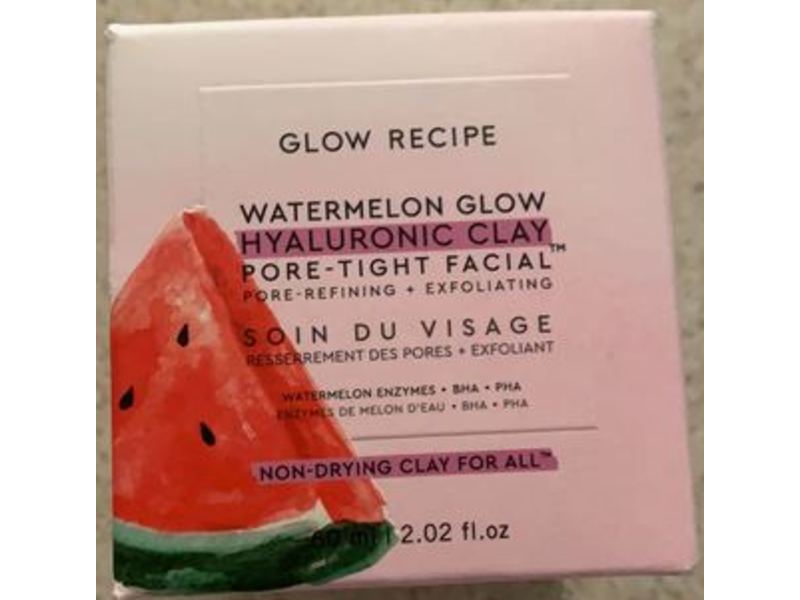 GLOW RECIPE
WATERMELON GLOW
HYALURONIC CLAY
PORE-TIGHT FACIAL™
PORE-REFINING + EXFOLIATING
SOIN DU VISAGE
RESSERREMENT DES PORES + EXFOLIANT
WATERMELON ENZYMES • BHA • PHA
ENZYMES DE MELON D'EAU • BHA • PHA
NON-DRYING CLAY FOR ALL™
60 ml | 2.02 fl.oz